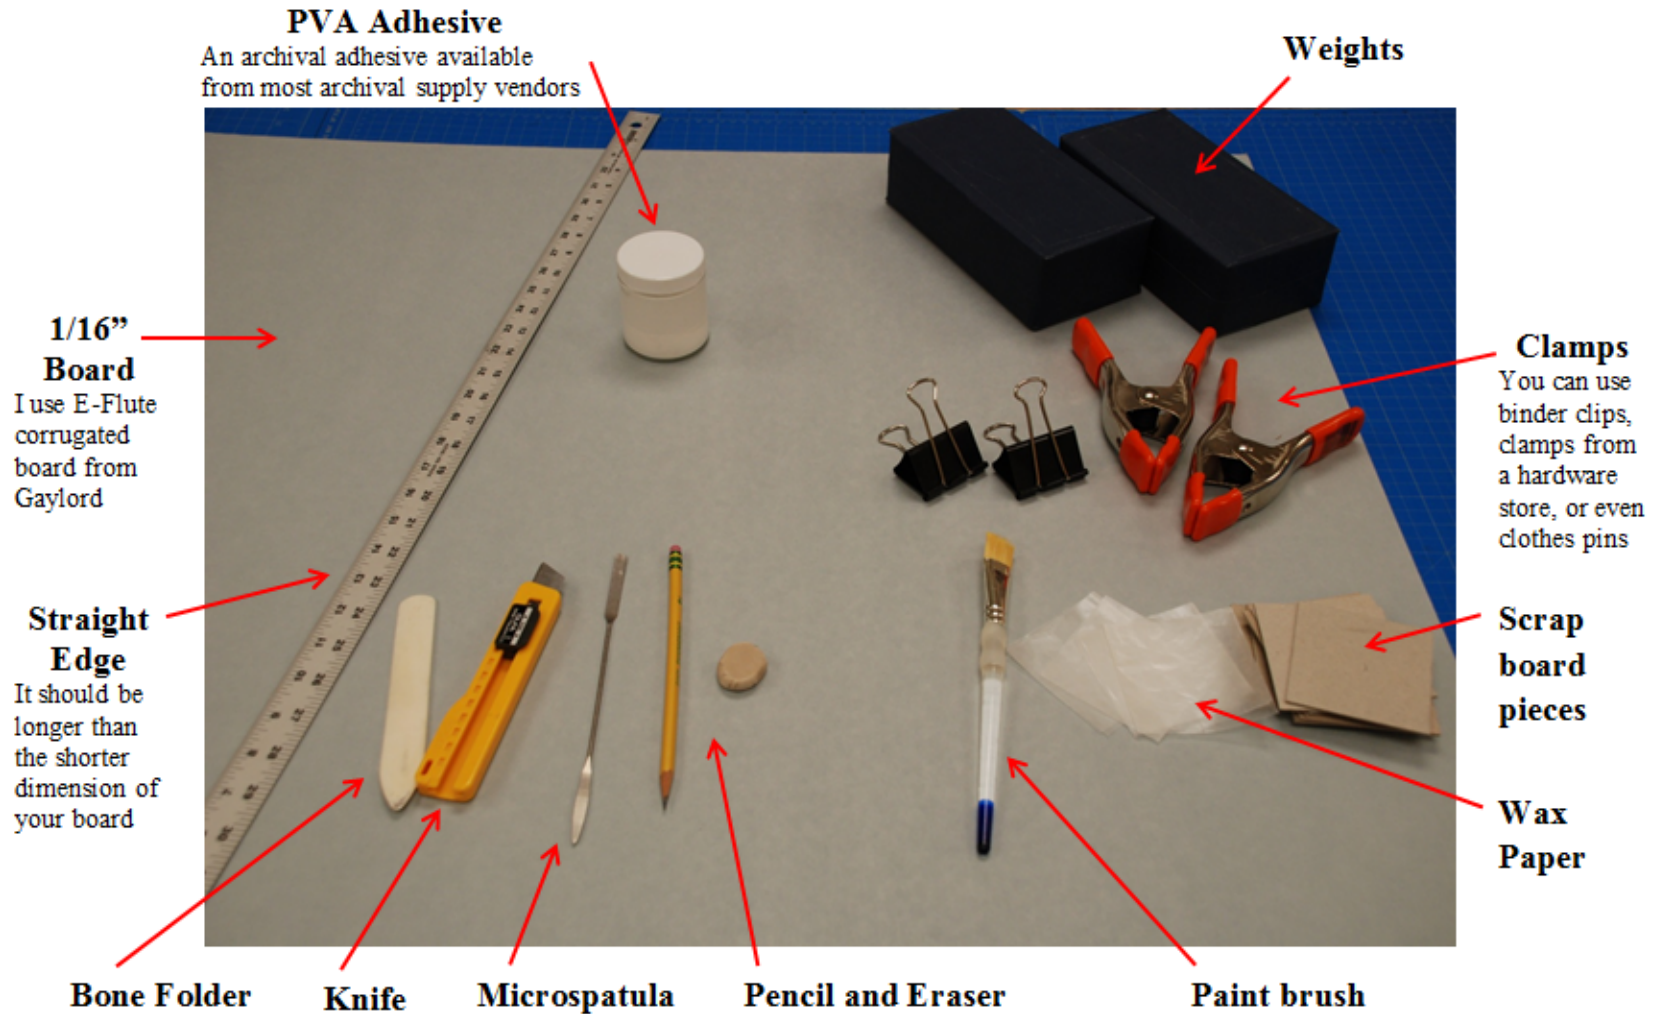 PVA Adhesive
An archival adhesive available
from most archival supply vendors
Weights
1/16”
Board
I use E-Flute
corrugated
board from
Gaylord
Clamps
You can use
binder clips,
clamps from
a hardware
store, or even
clothes pins
Straight
Edge
It should be
longer than
the shorter
dimension of
your board
Scrap
board
pieces
Wax
Paper
Bone Folder
Knife
Microspatula
Pencil and Eraser
Paint brush